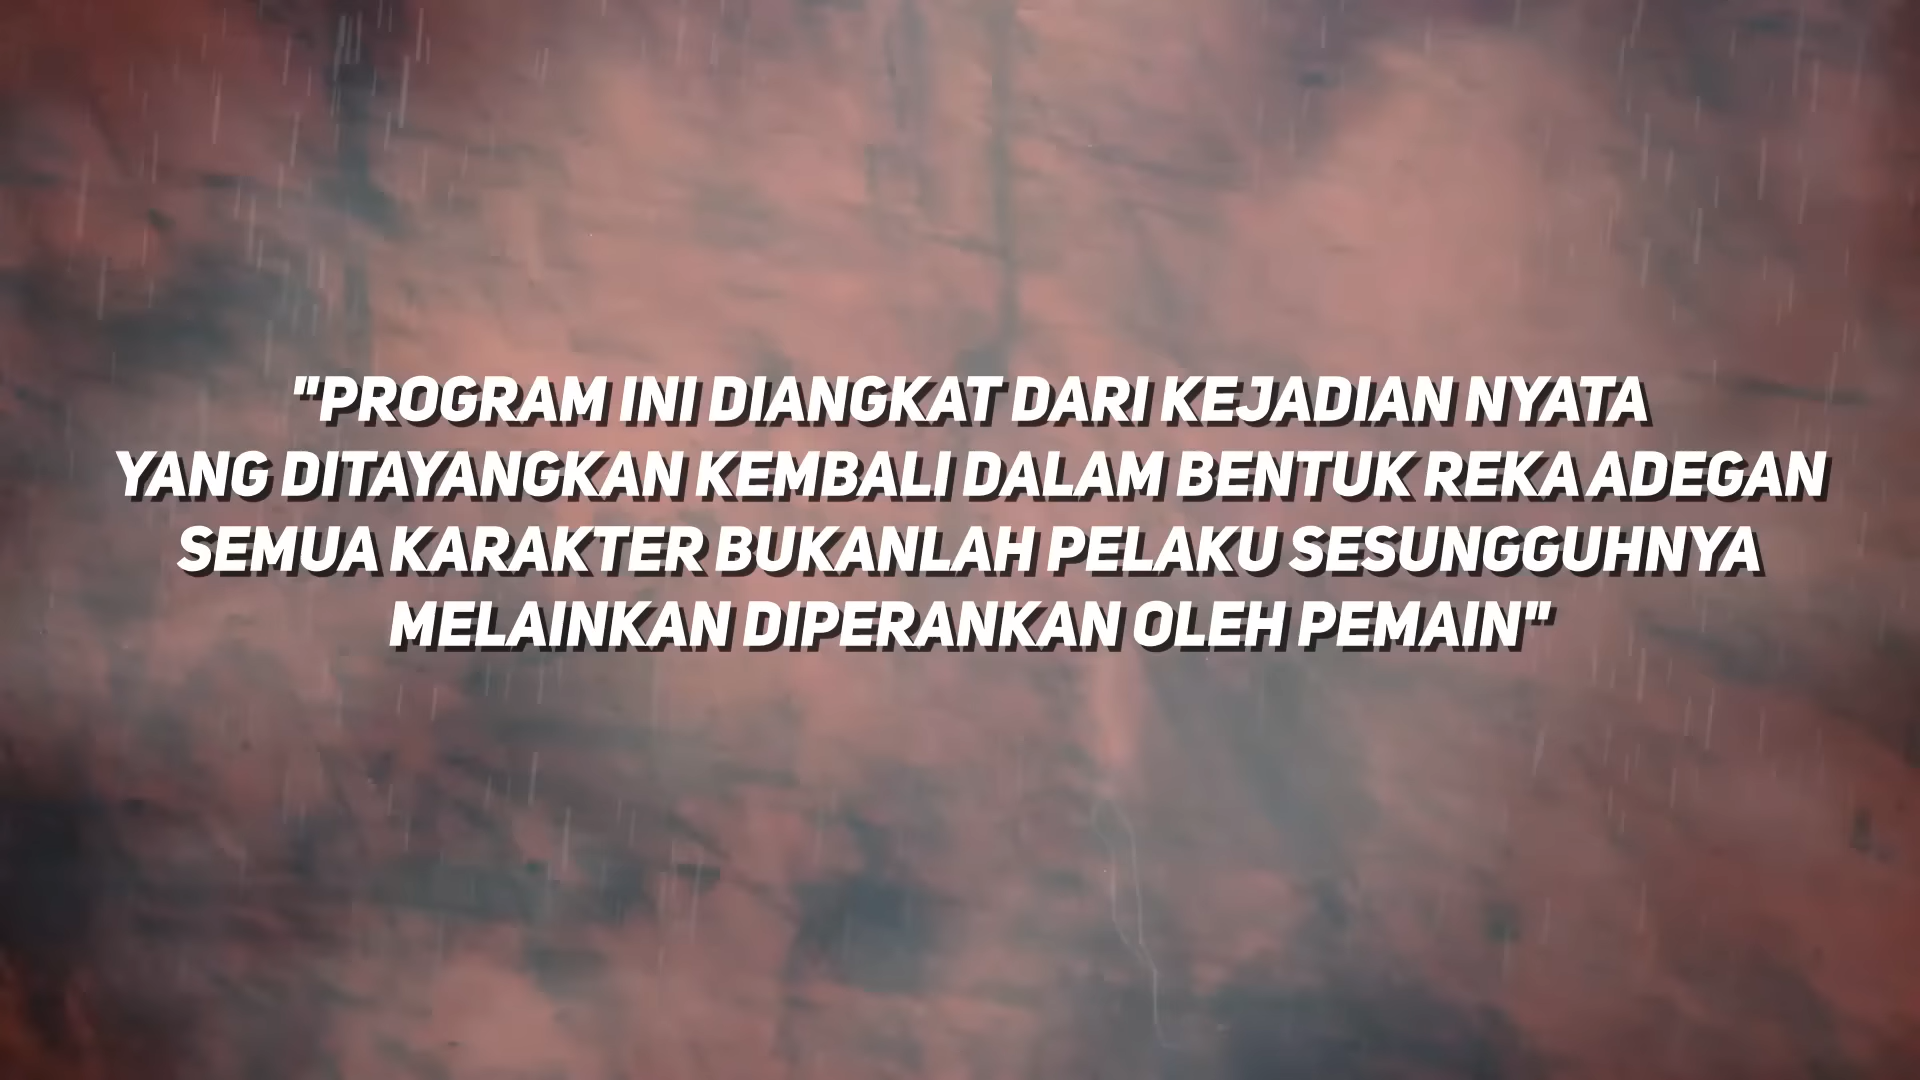 "PROGRAM INI DIANGKAT DARI KEJADIAN NYATA
YANG DITAYANGKAN KEMBALI DALAM BENTUK REKA ADEGAN
SEMUA KARAKTER BUKANLAH PELAKU SESUNGGUHNYA
MELAINKAN DIPERANKAN OLEH PEMAIN"